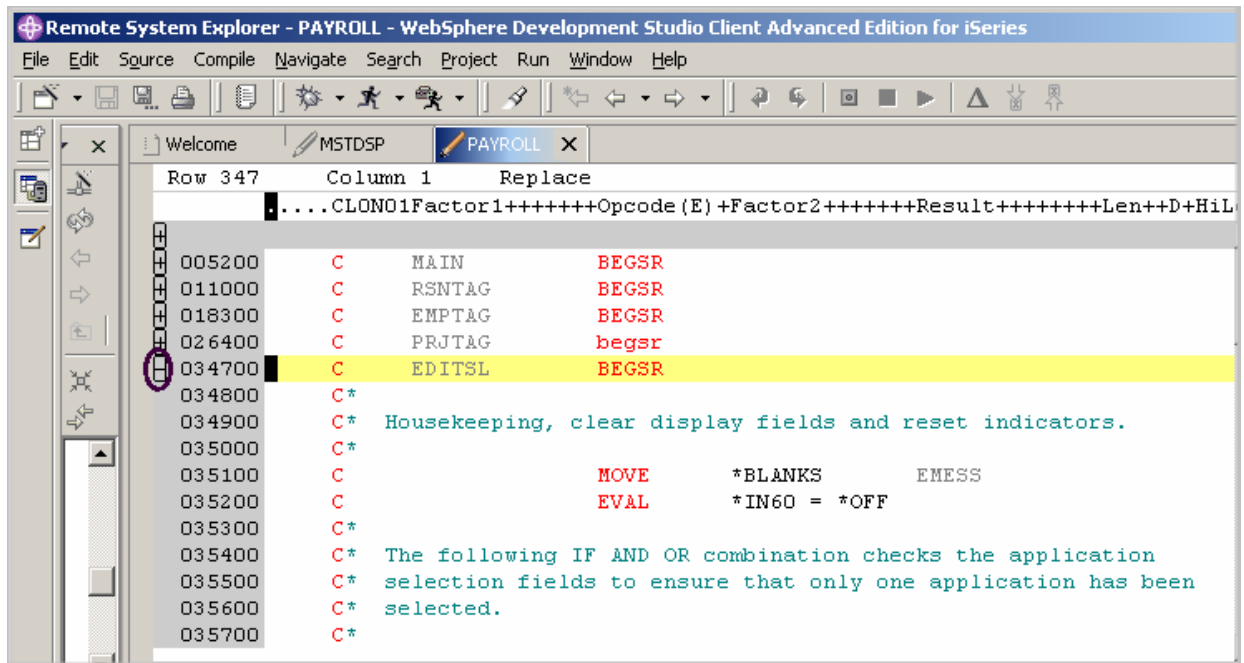 Remote System Explorer - PAYROLL - WebSphere Development Studio Client Advanced Edition for iSeries
File Edit Source Compile Navigate Search Project Run Window Help
Welcome MSTDSP PAYROLL
Row 347 Column 1 Replace
.....CL0N01Factor1+++++++Opcode(E)+Factor2+++++++Result++++++++Len++D+HiL
005200 C MAIN BEGSR
011000 C RSNTAG BEGSR
018300 C EMPTAG BEGSR
026400 C PRJTAG begsr
034700 C EDITSL BEGSR
034800 C*
034900 C* Housekeeping, clear display fields and reset indicators.
035000 C*
035100 C MOVE *BLANKS EMESS
035200 C EVAL *IN60 = *OFF
035300 C*
035400 C* The following IF AND OR combination checks the application
035500 C* selection fields to ensure that only one application has been
035600 C* selected.
035700 C*